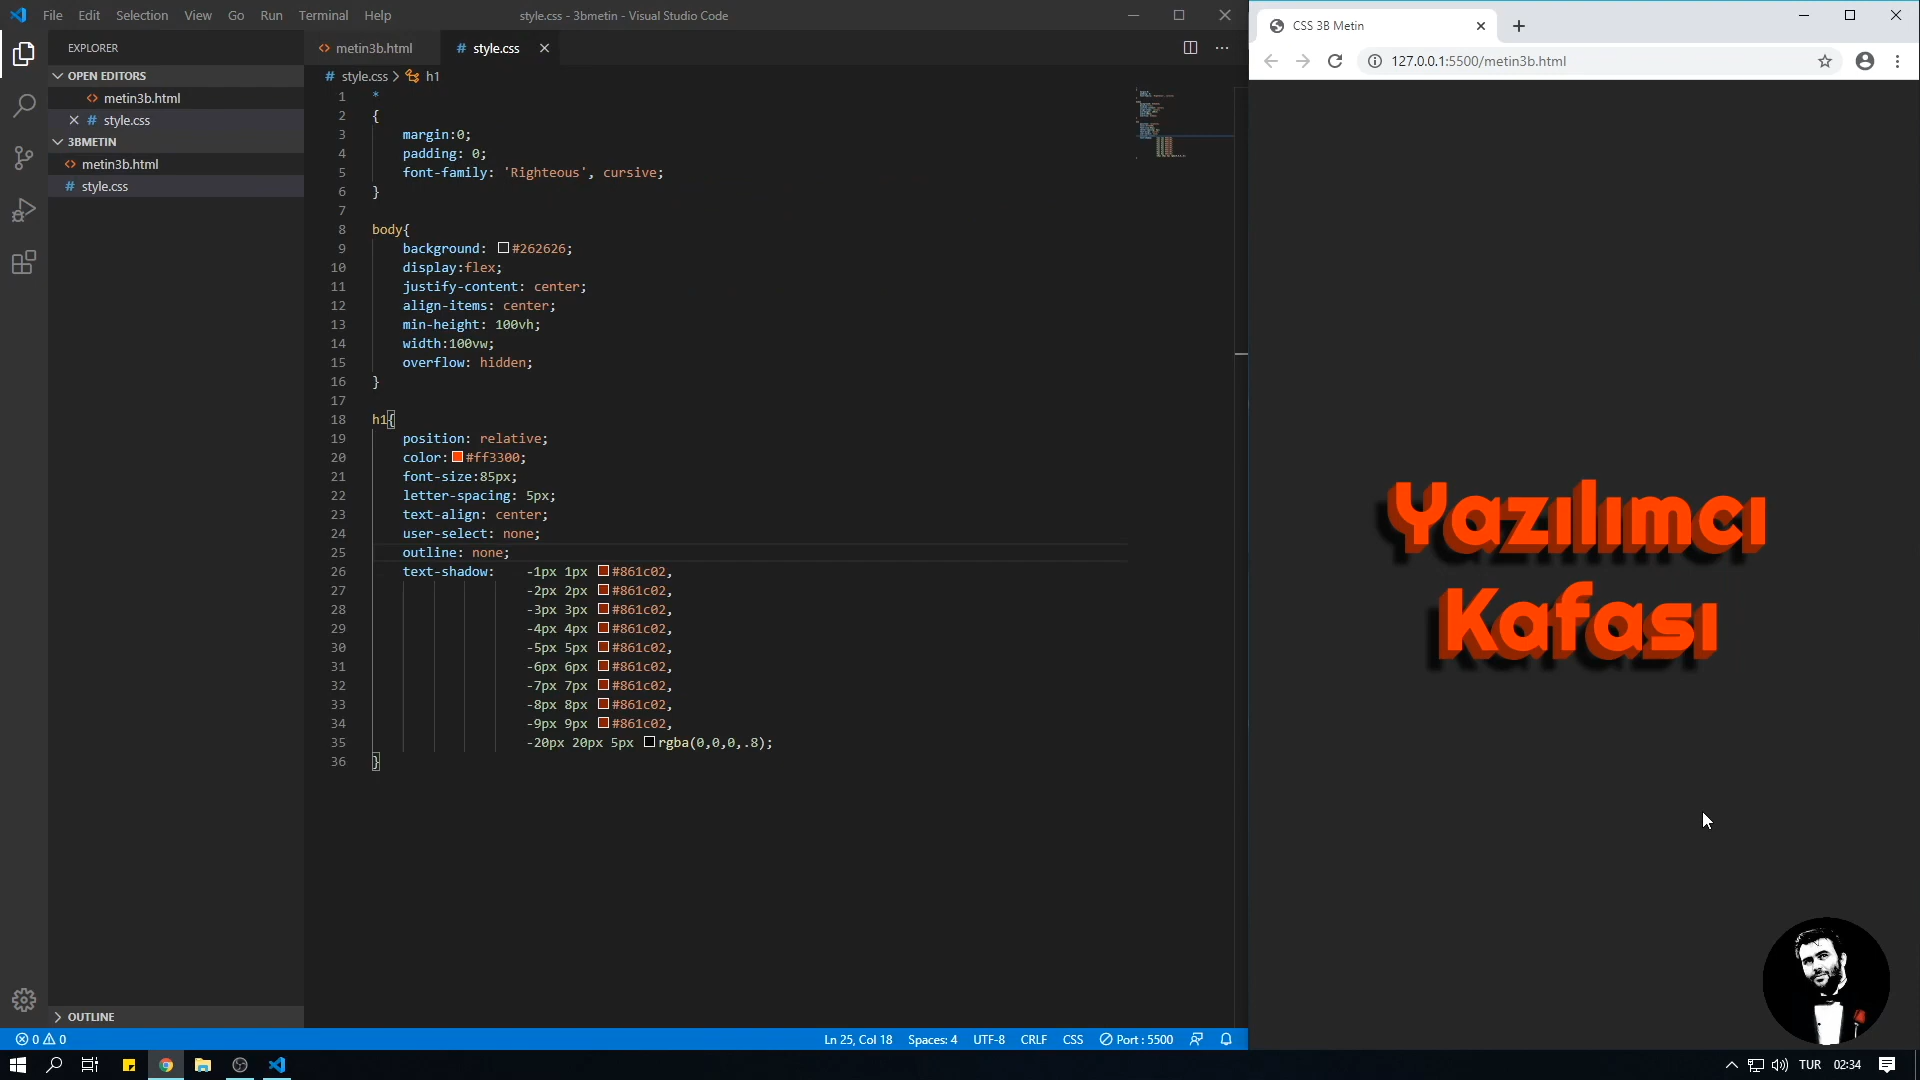 File Edit Selection View Go Run Terminal Help
style.css - 3bmetin - Visual Studio Code
EXPLORER
OPEN EDITORS
metin3b.html
# style.css
3BMETIN
metin3b.html
# style.css
OUTLINE
metin3b.html
# style.css
# style.css > h1
1 *
2 {
3 margin:0;
4 padding: 0;
5 font-family: 'Righteous', cursive;
6 }
7
8 body{
9 background: #262626;
10 display:flex;
11 justify-content: center;
12 align-items: center;
13 min-height: 100vh;
14 width:100vw;
15 overflow: hidden;
16 }
17
18 h1{
19 position: relative;
20 color: #ff3300;
21 font-size:85px;
22 letter-spacing: 5px;
23 text-align: center;
24 user-select: none;
25 outline: none;
26 text-shadow: -1px 1px #861c02,
27 -2px 2px #861c02,
28 -3px 3px #861c02,
29 -4px 4px #861c02,
30 -5px 5px #861c02,
31 -6px 6px #861c02,
32 -7px 7px #861c02,
33 -8px 8px #861c02,
34 -9px 9px #861c02,
35 -20px 20px 5px rgba(0,0,0,.8);
36 }
0 0
Ln 25, Col 18 Spaces: 4 UTF-8 CRLF CSS Port : 5500
CSS 3B Metin
127.0.0.1:5500/metin3b.html
Yazılımcı
Kafası
TUR 02:34